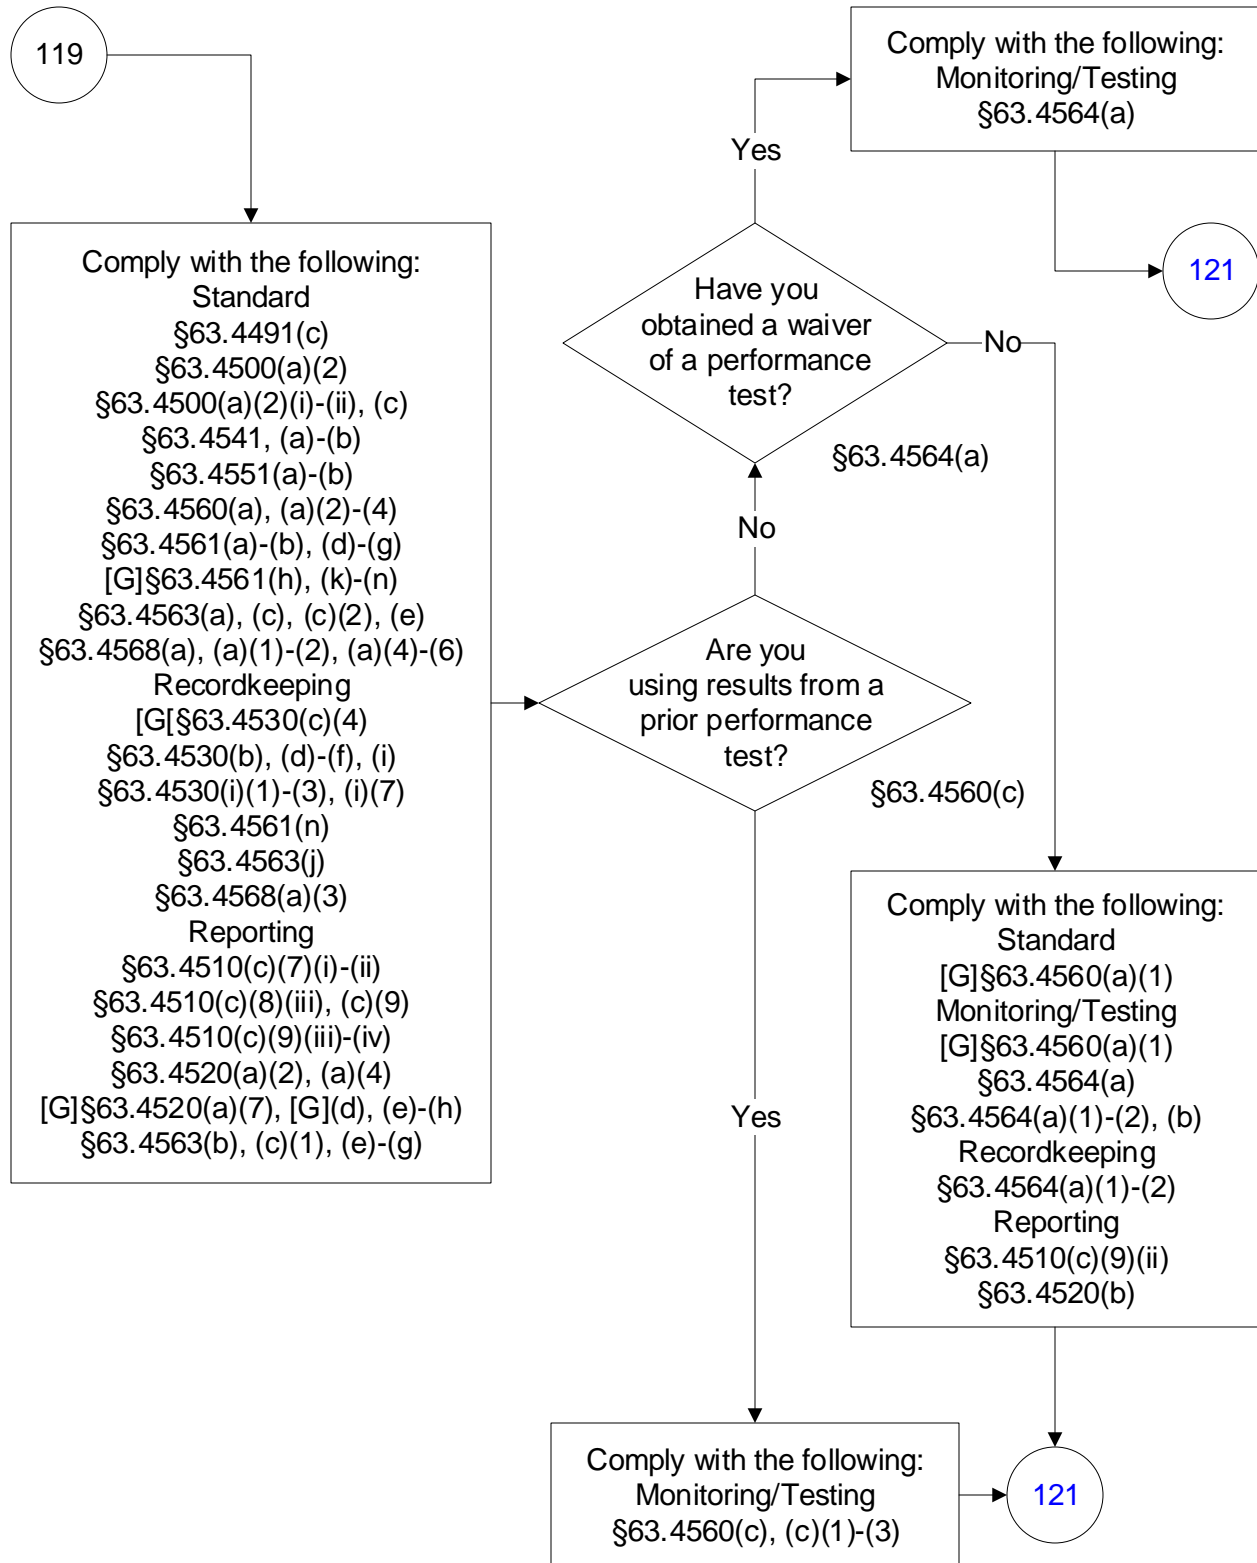 119
Comply with the following:
Standard
§63.4491(c)
§63.4500(a)(2)
§63.4500(a)(2)(i)-(ii), (c)
§63.4541, (a)-(b)
§63.4551(a)-(b)
§63.4560(a), (a)(2)-(4)
§63.4561(a)-(b), (d)-(g)
[G]§63.4561(h), (k)-(n)
§63.4563(a), (c), (c)(2), (e)
§63.4568(a), (a)(1)-(2), (a)(4)-(6)
Recordkeeping
[G[§63.4530(c)(4)
§63.4530(b), (d)-(f), (i)
§63.4530(i)(1)-(3), (i)(7)
§63.4561(n)
§63.4563(j)
§63.4568(a)(3)
Reporting
§63.4510(c)(7)(i)-(ii)
§63.4510(c)(8)(iii), (c)(9)
§63.4510(c)(9)(iii)-(iv)
§63.4520(a)(2), (a)(4)
[G]§63.4520(a)(7), [G](d), (e)-(h)
§63.4563(b), (c)(1), (e)-(g)
Are you
using results from a
prior performance
test?
§63.4560(c)
No
Have you
obtained a waiver
of a performance
test?
§63.4564(a)
Yes
Comply with the following:
Monitoring/Testing
§63.4564(a)
121
No
Comply with the following:
Standard
[G]§63.4560(a)(1)
Monitoring/Testing
[G]§63.4560(a)(1)
§63.4564(a)
§63.4564(a)(1)-(2), (b)
Recordkeeping
§63.4564(a)(1)-(2)
Reporting
§63.4510(c)(9)(ii)
§63.4520(b)
Yes
Comply with the following:
Monitoring/Testing
§63.4560(c), (c)(1)-(3)
121